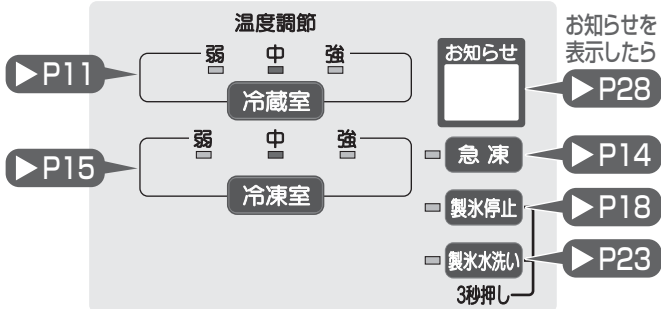 温度調節
お知らせを
表示したら
弱 中 強
お知らせ
▶P11
冷蔵室
▶P28
弱 中 強
急凍
▶P14
▶P15
冷凍室
製氷停止
▶P18
製氷水洗い
▶P23
3秒押し